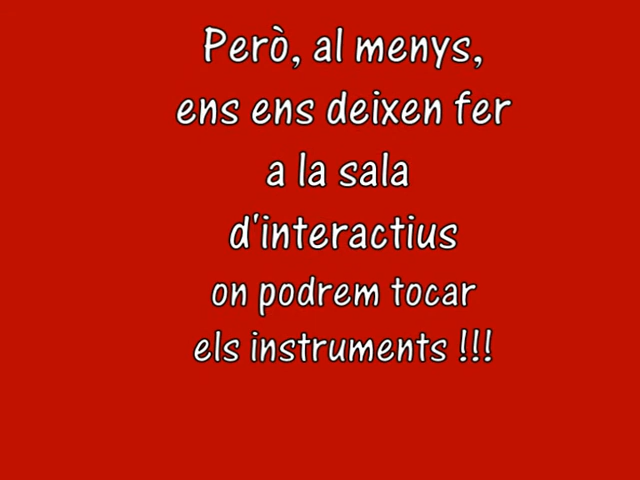 Però, al menys,
ens ens deixen fer
a la sala
d'interactius
on podrem tocar
els instruments !!!